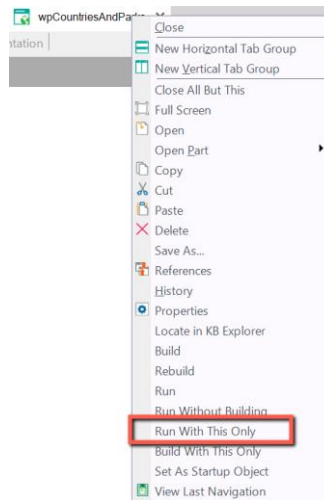 wpCountriesAndParks
Close
ntation
New Horizontal Tab Group
New Vertical Tab Group
Close All But This
Full Screen
Open
Open Part
Copy
Cut
Paste
Delete
Save As...
References
History
Properties
Locate in KB Explorer
Build
Rebuild
Run
Run Without Building
Run With This Only
Build With This Only
Set As Startup Object
View Last Navigation